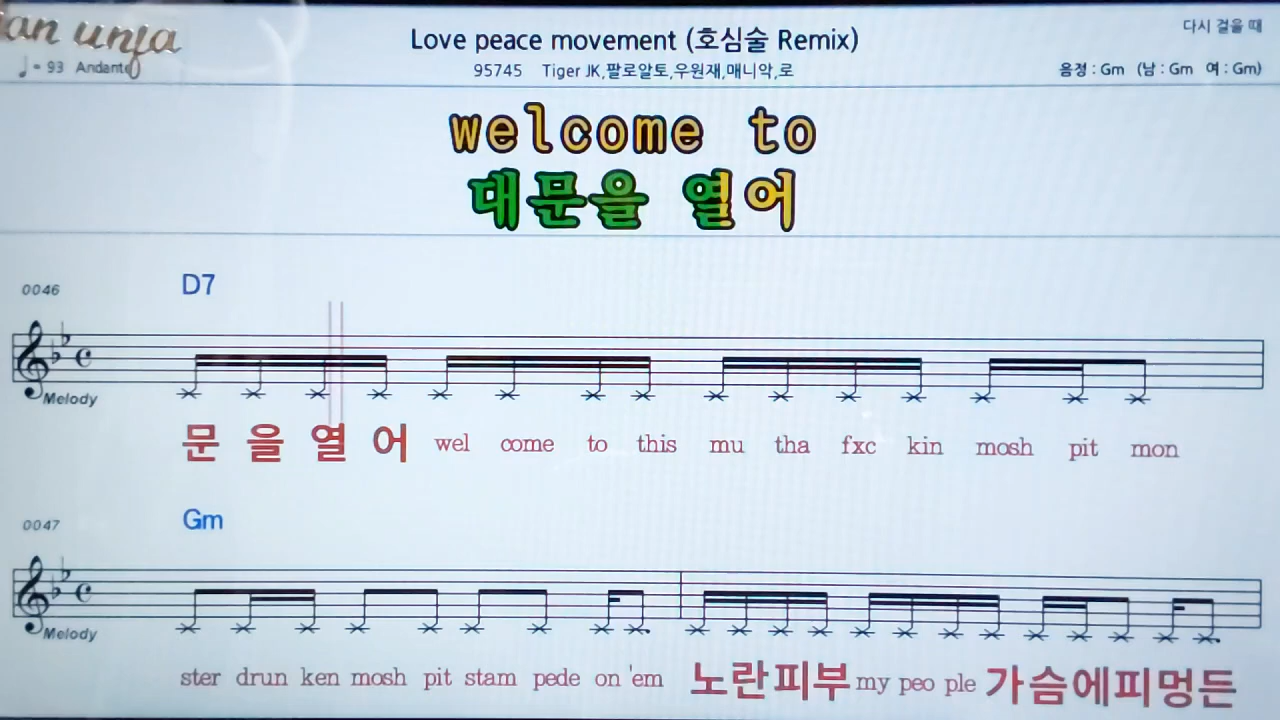 an unja
♩= 93 Andante
Love peace movement (호심술 Remix)
95745 Tiger JK,팔로알토,우원재,매니악,로
다시 걸을 때
음정 : Gm (남 : Gm 여 : Gm)
welcome to
대문을 열어
0046
D7
Melody
문 을 열 어 wel come to this mu tha fxc kin mosh pit mon
0047
Gm
Melody
ster drun ken mosh pit stam pede on 'em 노란피부 my peo ple 가슴에피멍든